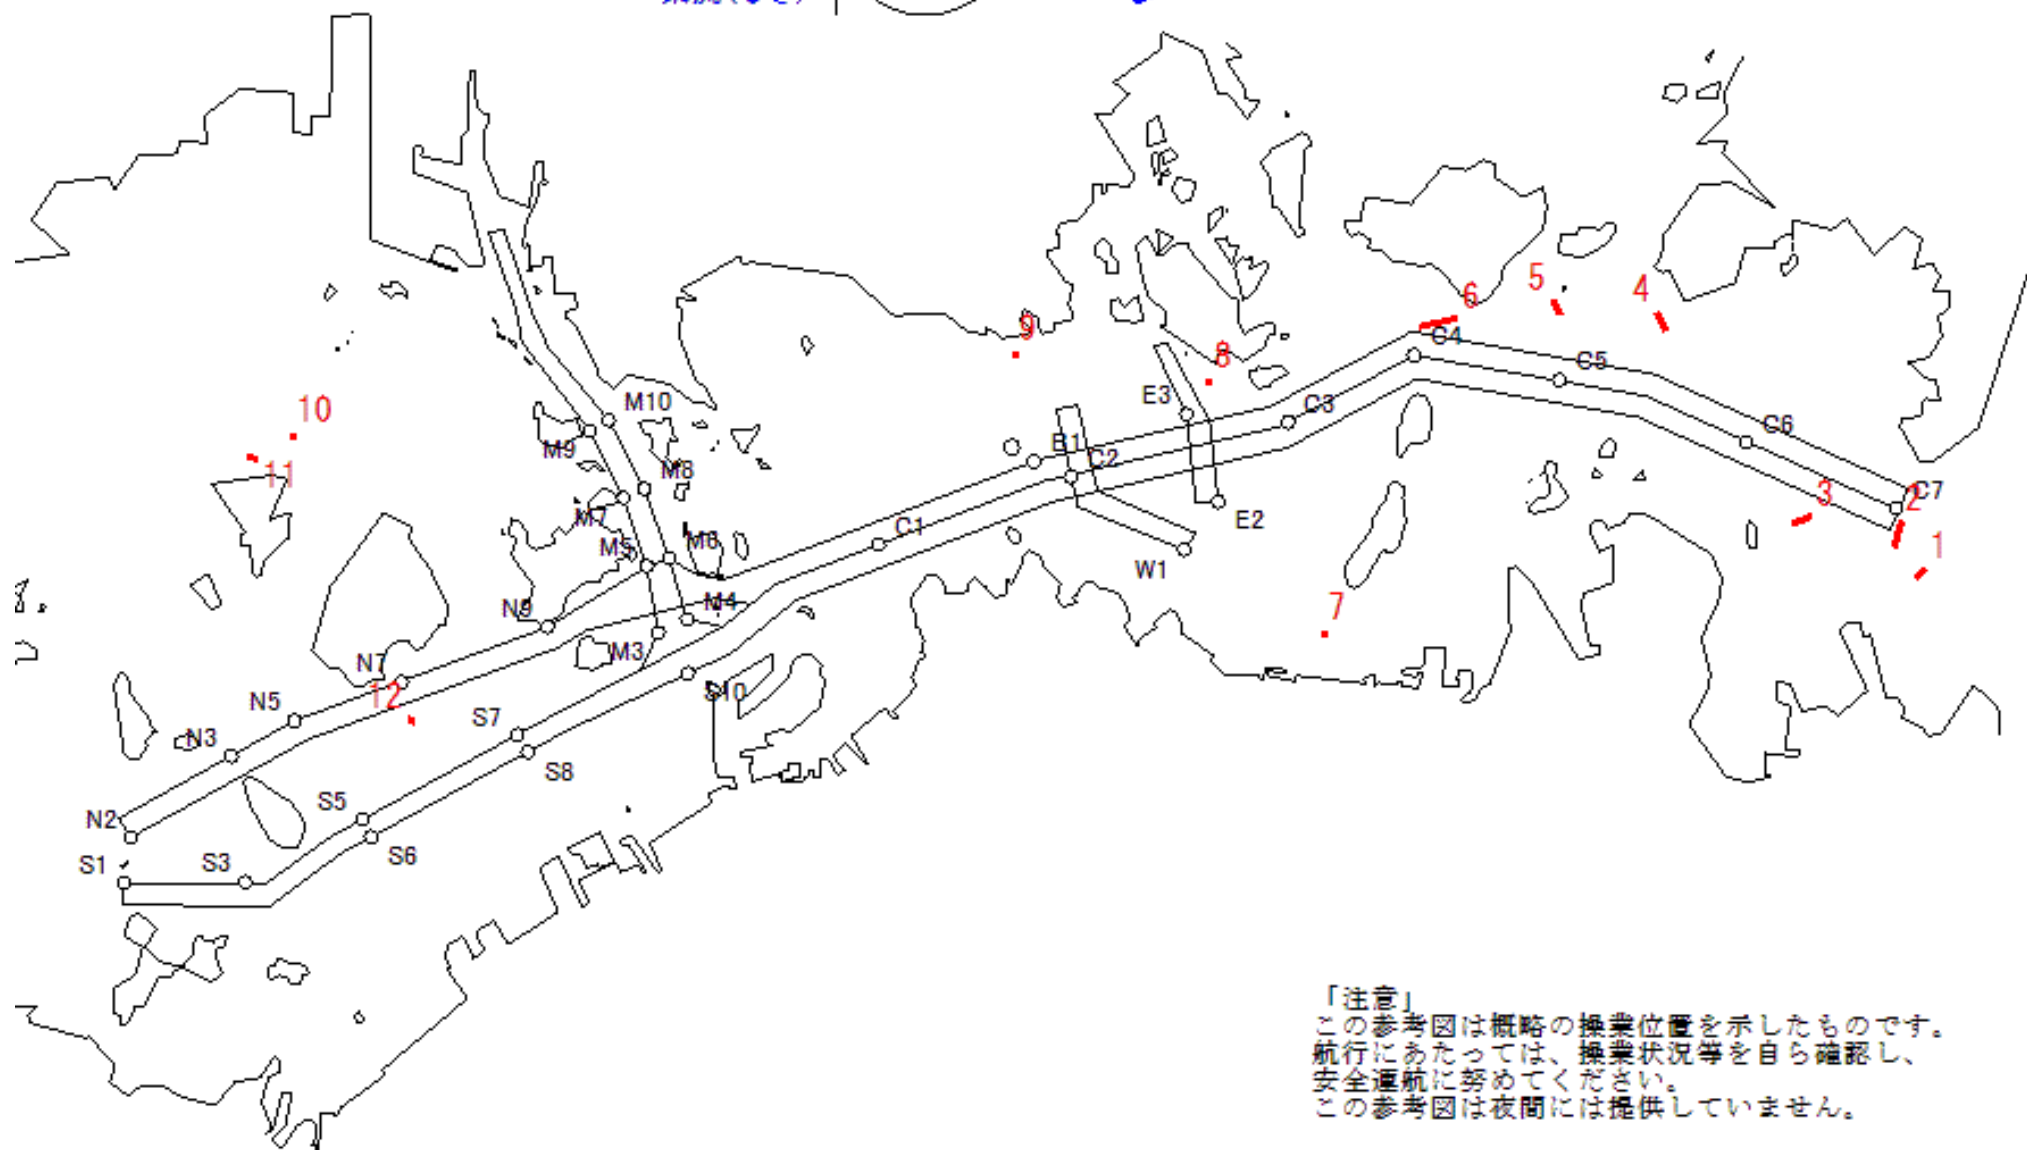 6
5
4
C4
9
C5
8
E3
10
M10
C3
C6
B1
M9
C2
11
M8
3
2
C7
M7
E2
C1
1
M5
M6
W1
N9
M4
7
M3
N7
12
S10
N5
S7
N3
S8
S5
N2
S6
S1
S3
「注意」
この参考図は概略の操業位置を示したものです。
航行にあたっては、操業状況等を自ら確認し、
安全運航に努めてください。
この参考図は夜間には提供していません。